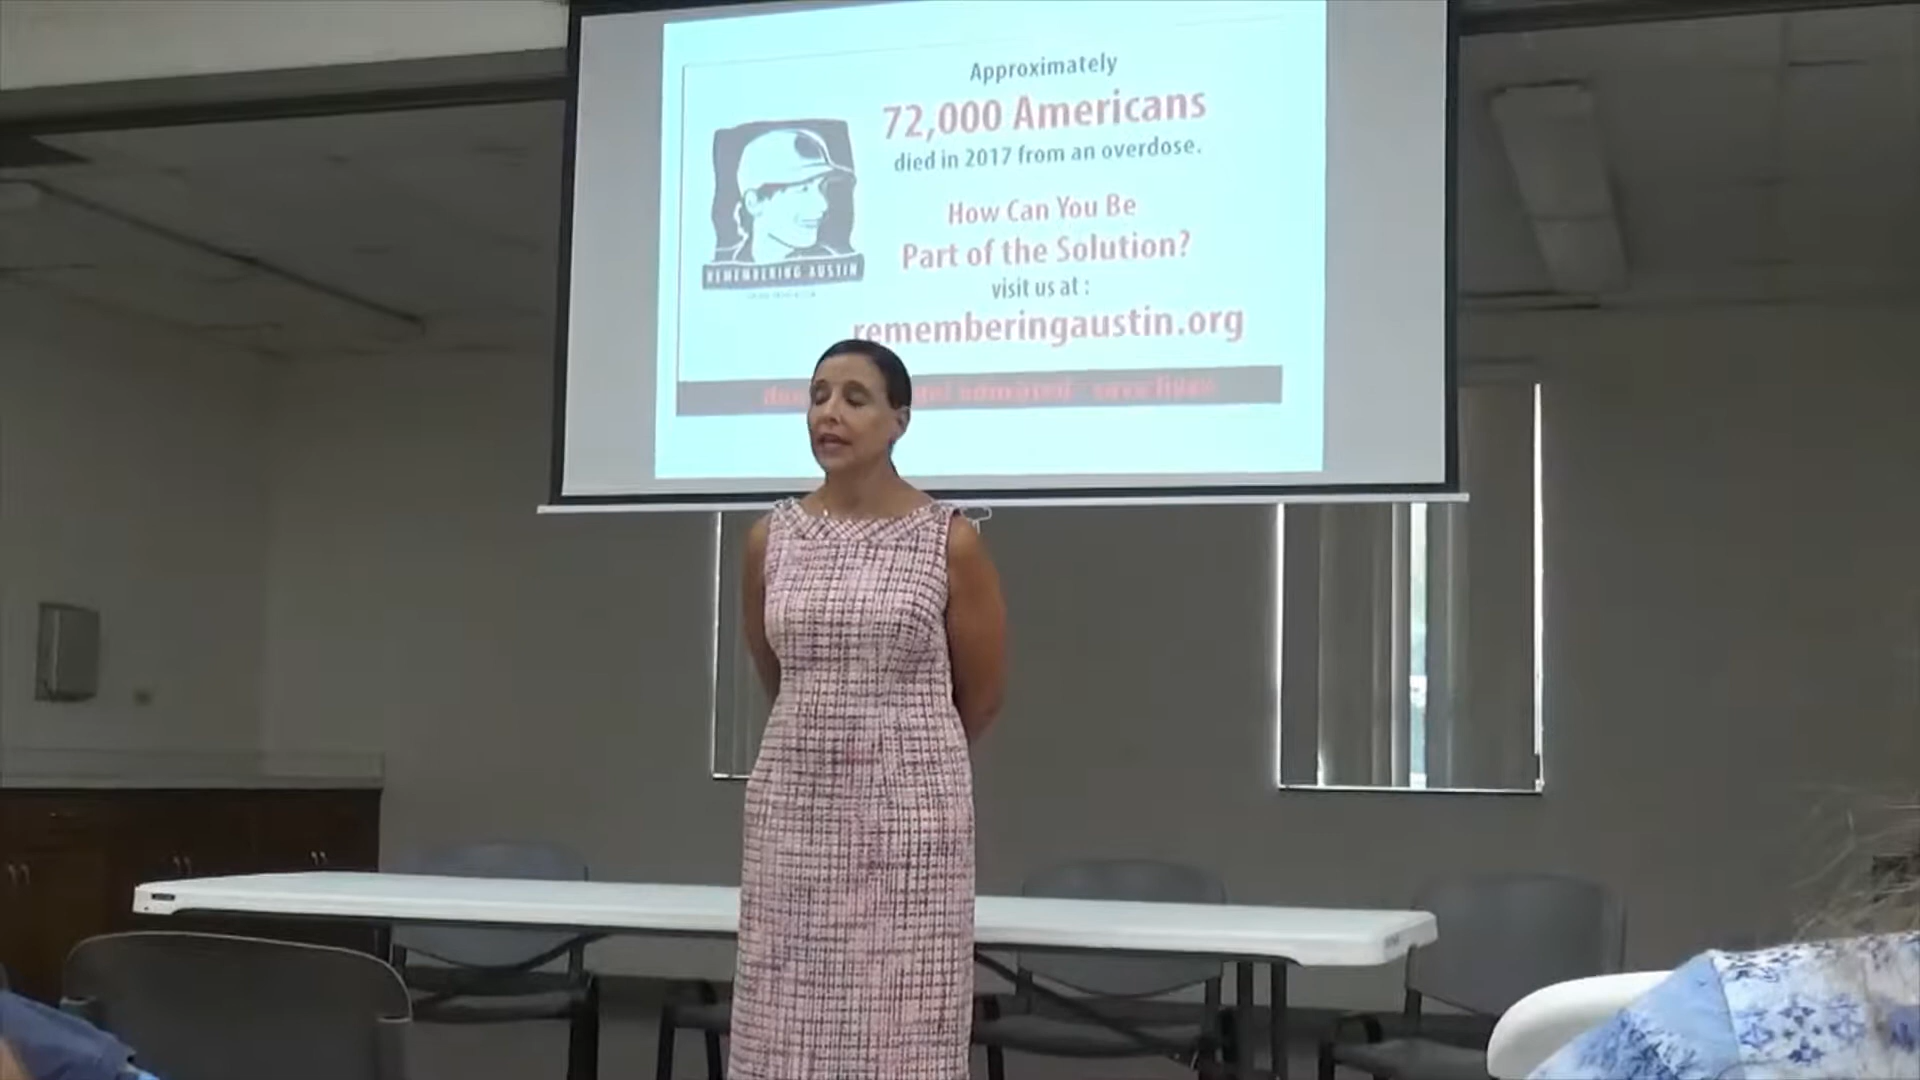 Approximately
72,000 Americans
died in 2017 from an overdose.
How Can You Be
Part of the Solution?
visit us at :
rememberingaustin.org
REMEMBERING AUSTIN
save lives